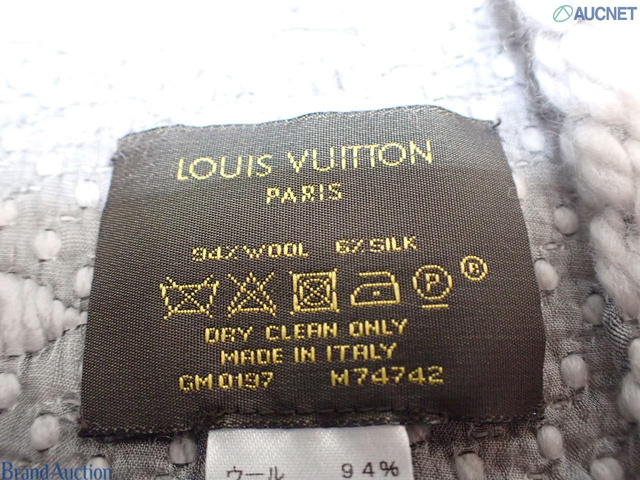 AUCNET
LOUIS VUITTON
PARIS
94% WOOL 6% SILK
P R
DRY CLEAN ONLY
MADE IN ITALY
GM0197 M74742
ウール 94%
Brand Auction